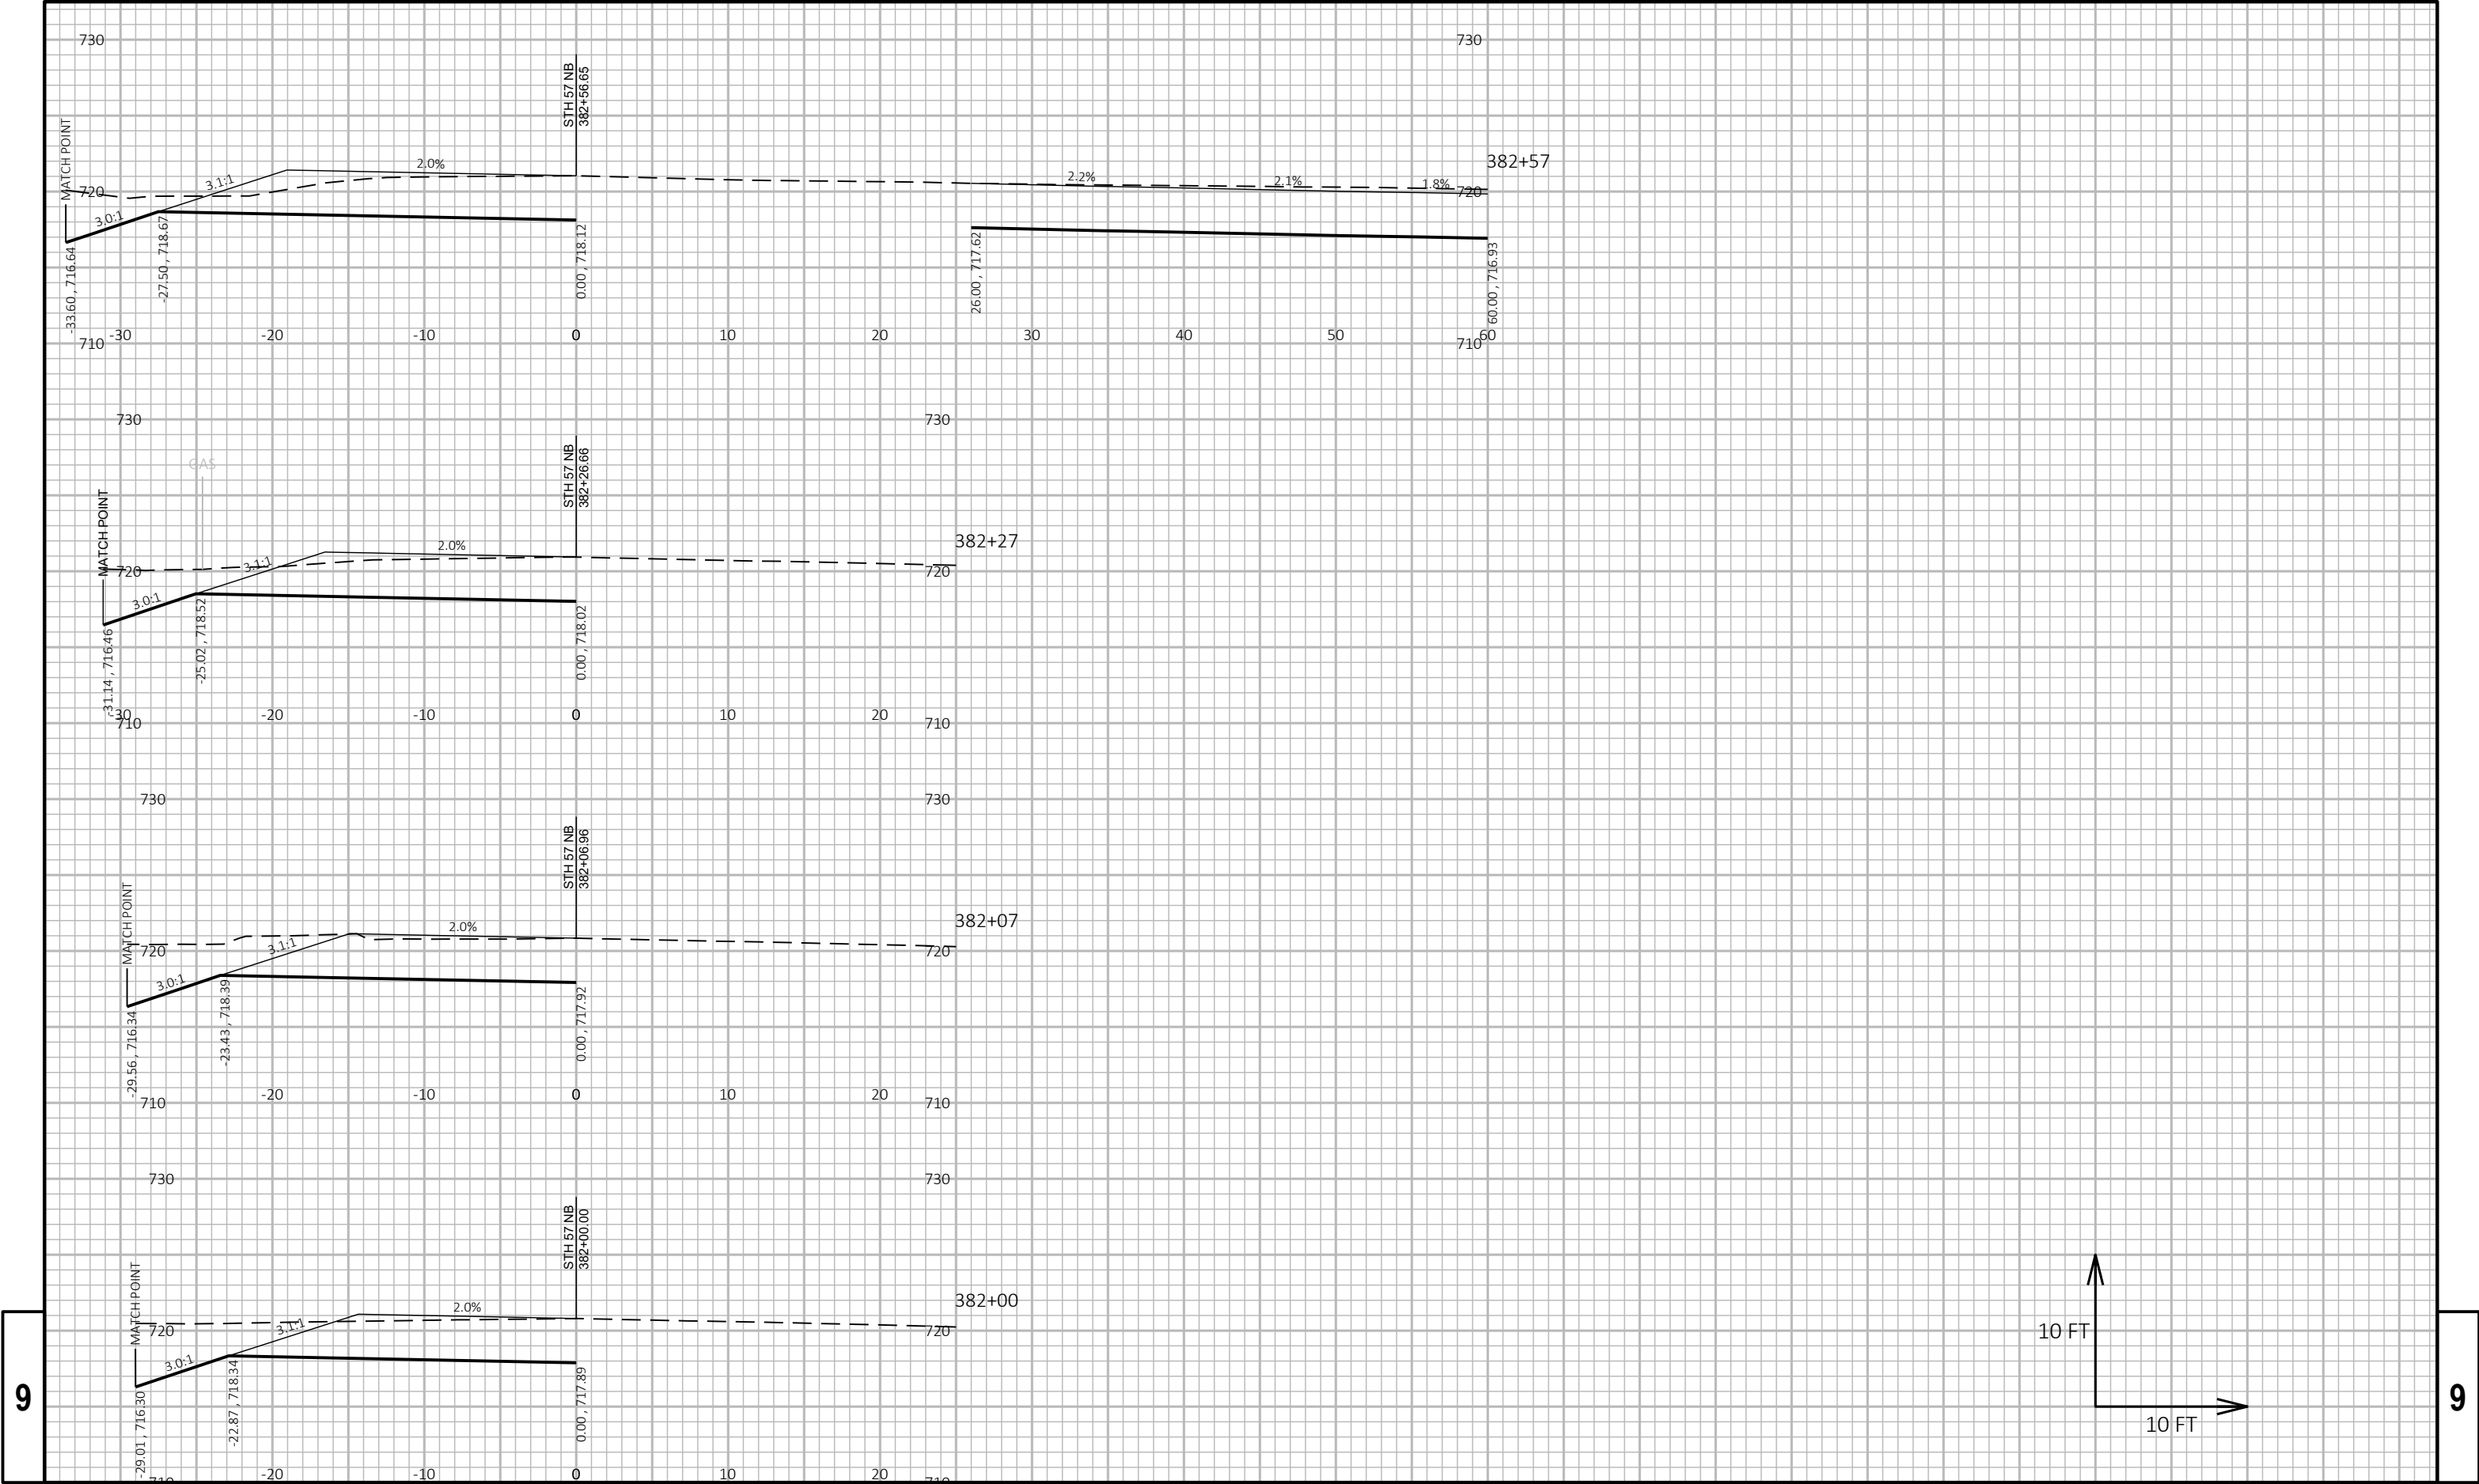 730 730
STH 57 NB
382+56.65
MATCH POINT
3.1:1
2.0%
382+57
2.2%
2.1%
1.8%
720 720
3.0:1
-33.60 , 716.64
-27.50 , 718.67
0.00 , 718.12
26.00 , 717.62
60.00 , 716.93
-30 -20 -10 0 10 20 30 40 50 60
710 710
730 730
GAS
STH 57 NB
382+26.66
MATCH POINT
3.1:1
2.0%
382+27
720 720
3.0:1
-31.14 , 716.46
-25.02 , 718.52
0.00 , 718.02
-30 -20 -10 0 10 20
710 710
730 730
STH 57 NB
382+06.96
MATCH POINT
3.1:1
2.0%
382+07
720 720
3.0:1
-29.56 , 716.34
-23.43 , 718.39
0.00 , 717.92
-20 -10 0 10 20
710 710
730 730
STH 57 NB
382+00.00
MATCH POINT
3.1:1
2.0%
382+00
720 720
3.0:1
-29.01 , 716.30
-22.87 , 718.34
0.00 , 717.89
-20 -10 0 10 20
710 710
10 FT
10 FT
9 9